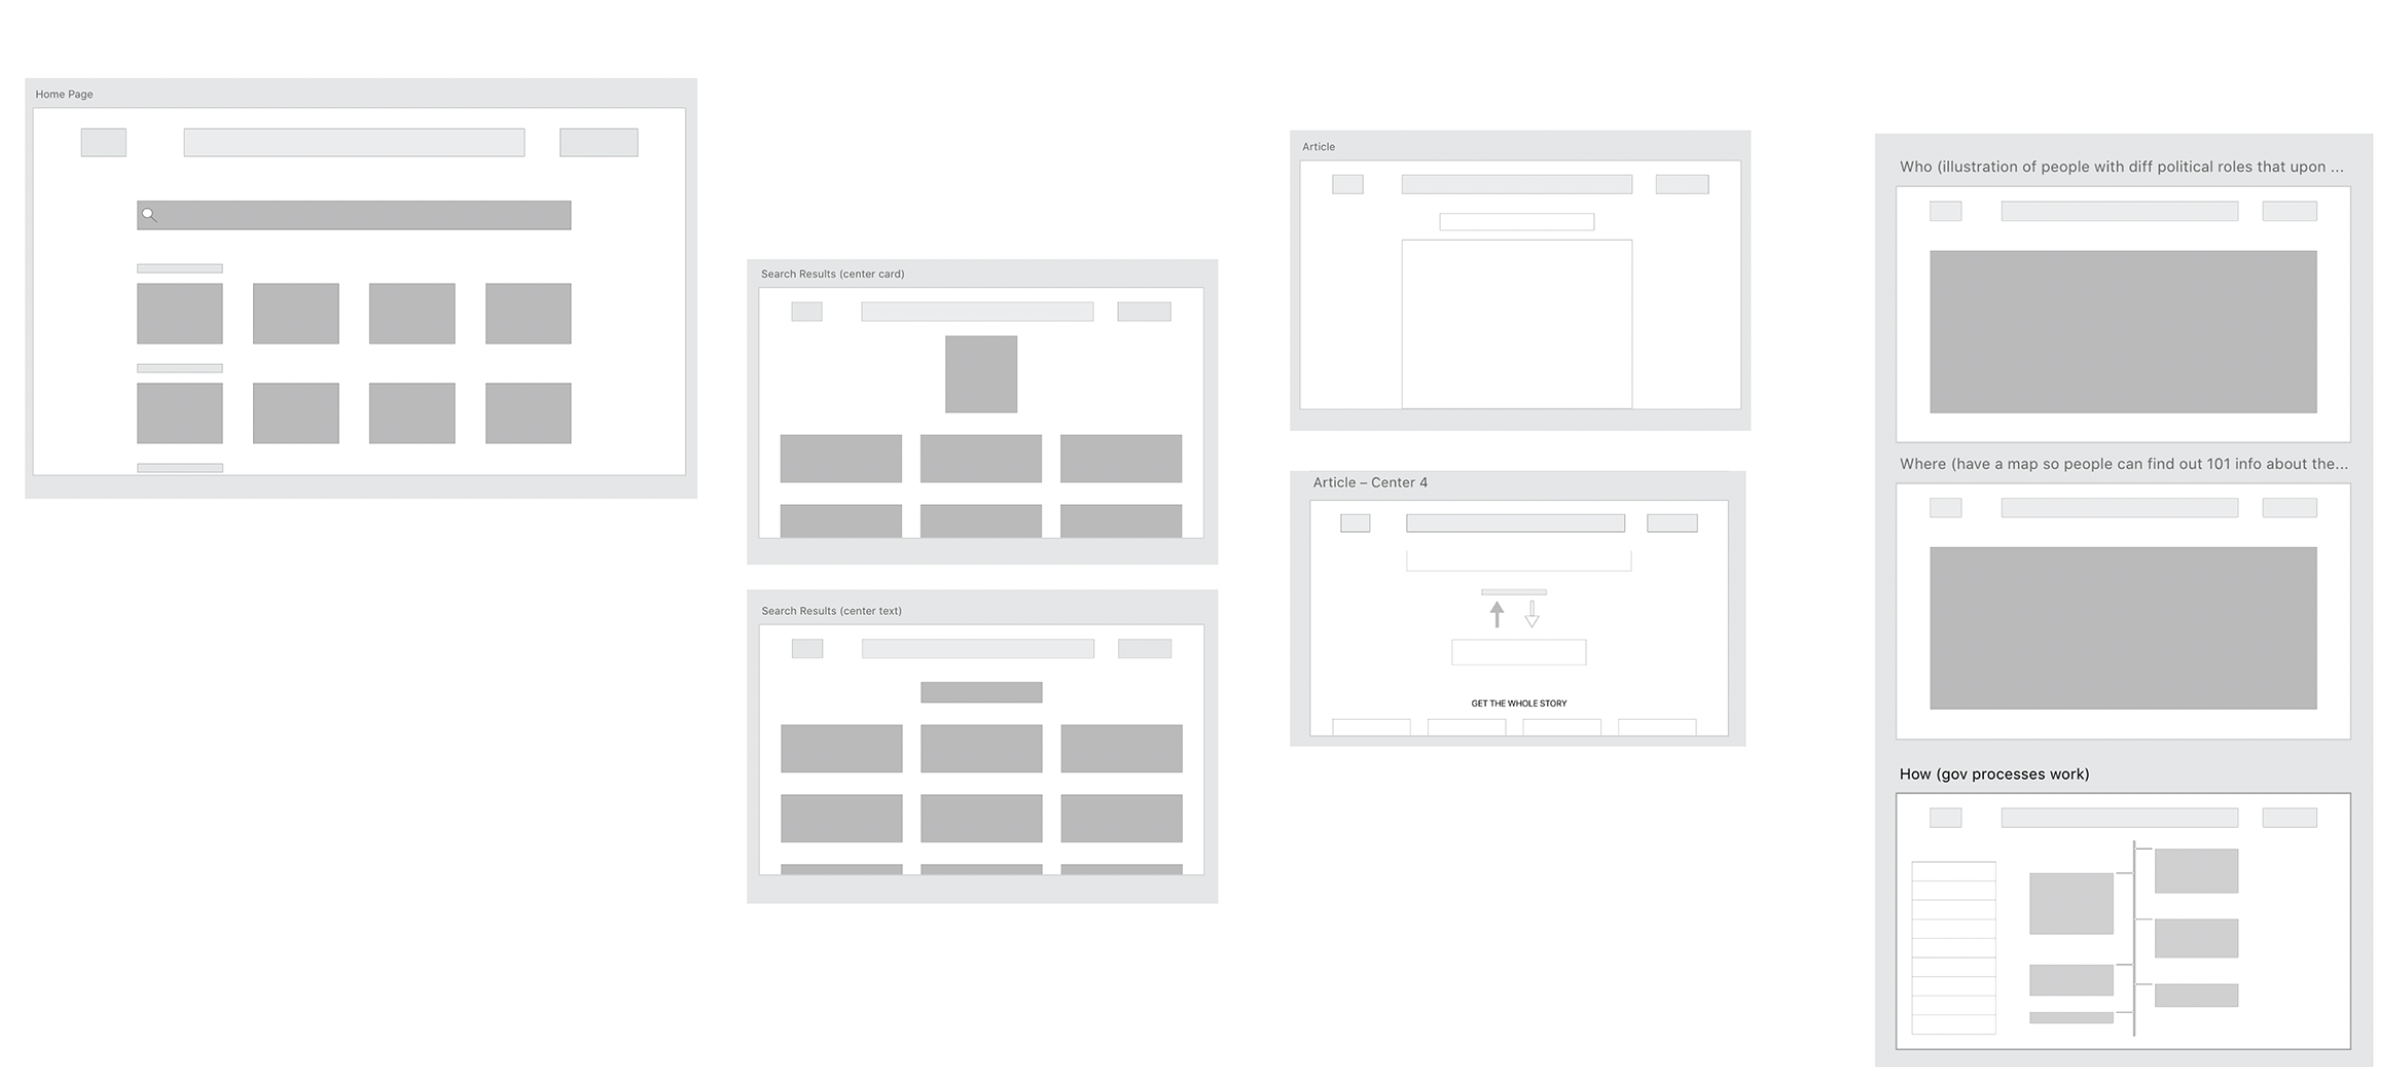 Home Page
Search Results (center card)
Search Results (center text)
Article
Article – Center 4
GET THE WHOLE STORY
Who (illustration of people with diff political roles that upon ...
Where (have a map so people can find out 101 info about the...
How (gov processes work)